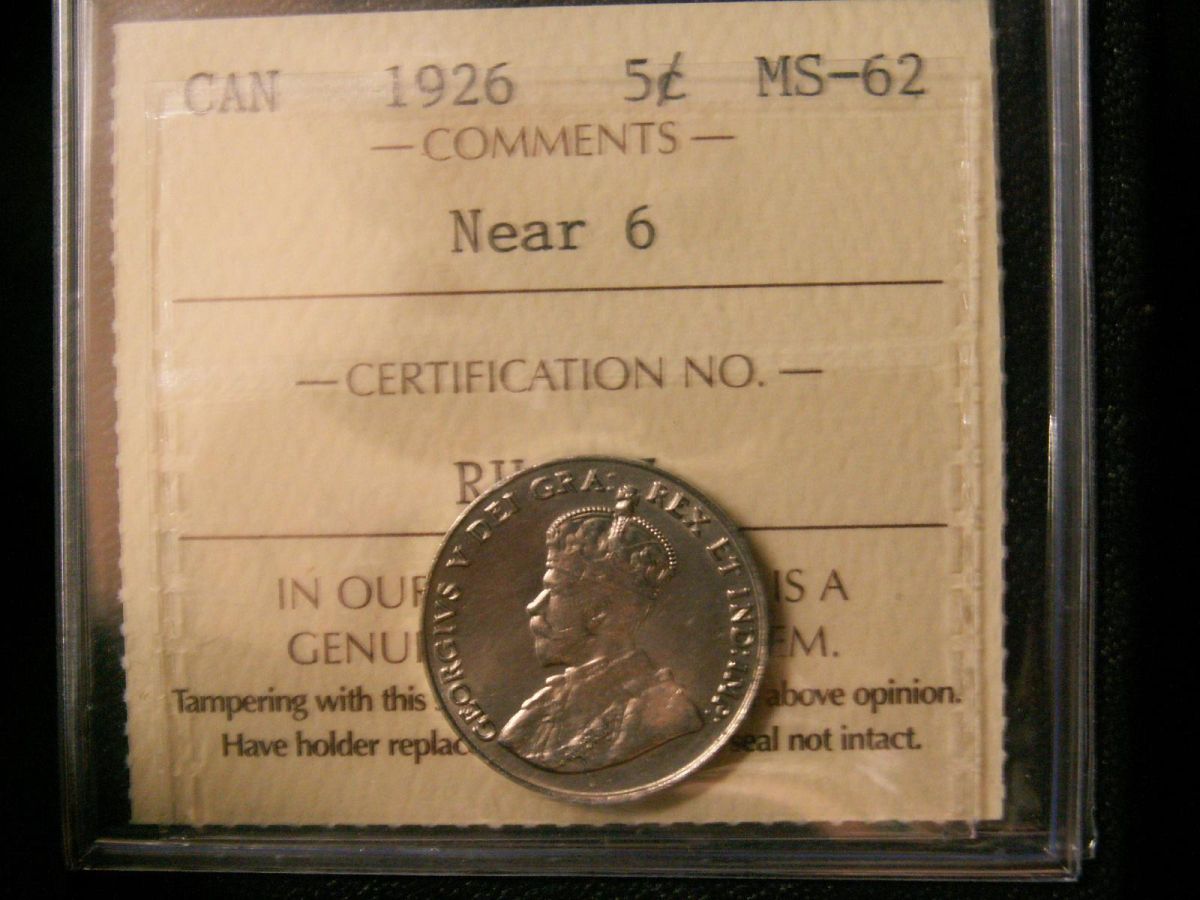 CAN 1926 5¢ MS-62
—COMMENTS—
Near 6
—CERTIFICATION NO.—
GEORGIVS V DEI GRA: REX ET IND: IMP:
IN OUR IS A
Tampering with this above opinion.
Have holder seal not intact.